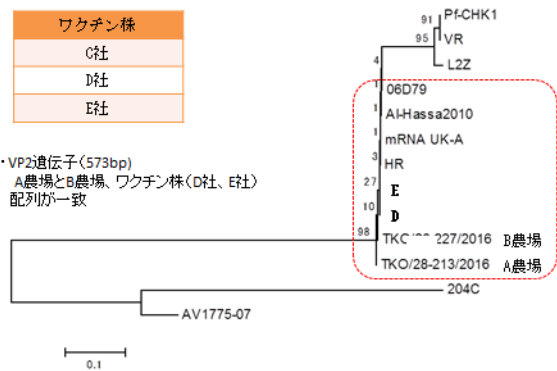 ワクチン株
C社
D社
E社
・VP2遺伝子（573bp）
A農場とB農場、ワクチン株（D社、E社）
配列が一致
91
Pf-CHK1
95
VR
L2Z
4
1
06D79
1
Al-Hassa2010
1
mRNA UK-A
3
HR
27
E
10
D
98
227/2016 B農場
TKO/28-213/2016 A農場
204C
AV1775-07
0.1